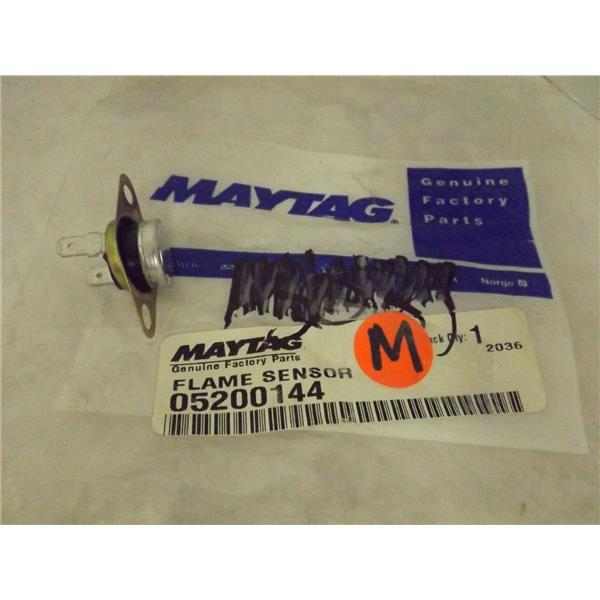 MAYTAG
Genuine
Factory
Parts
Norge
MAYTAG
Genuine Factory Parts
FLAME SENSOR
05200144
M
ack Qty: 1
2036